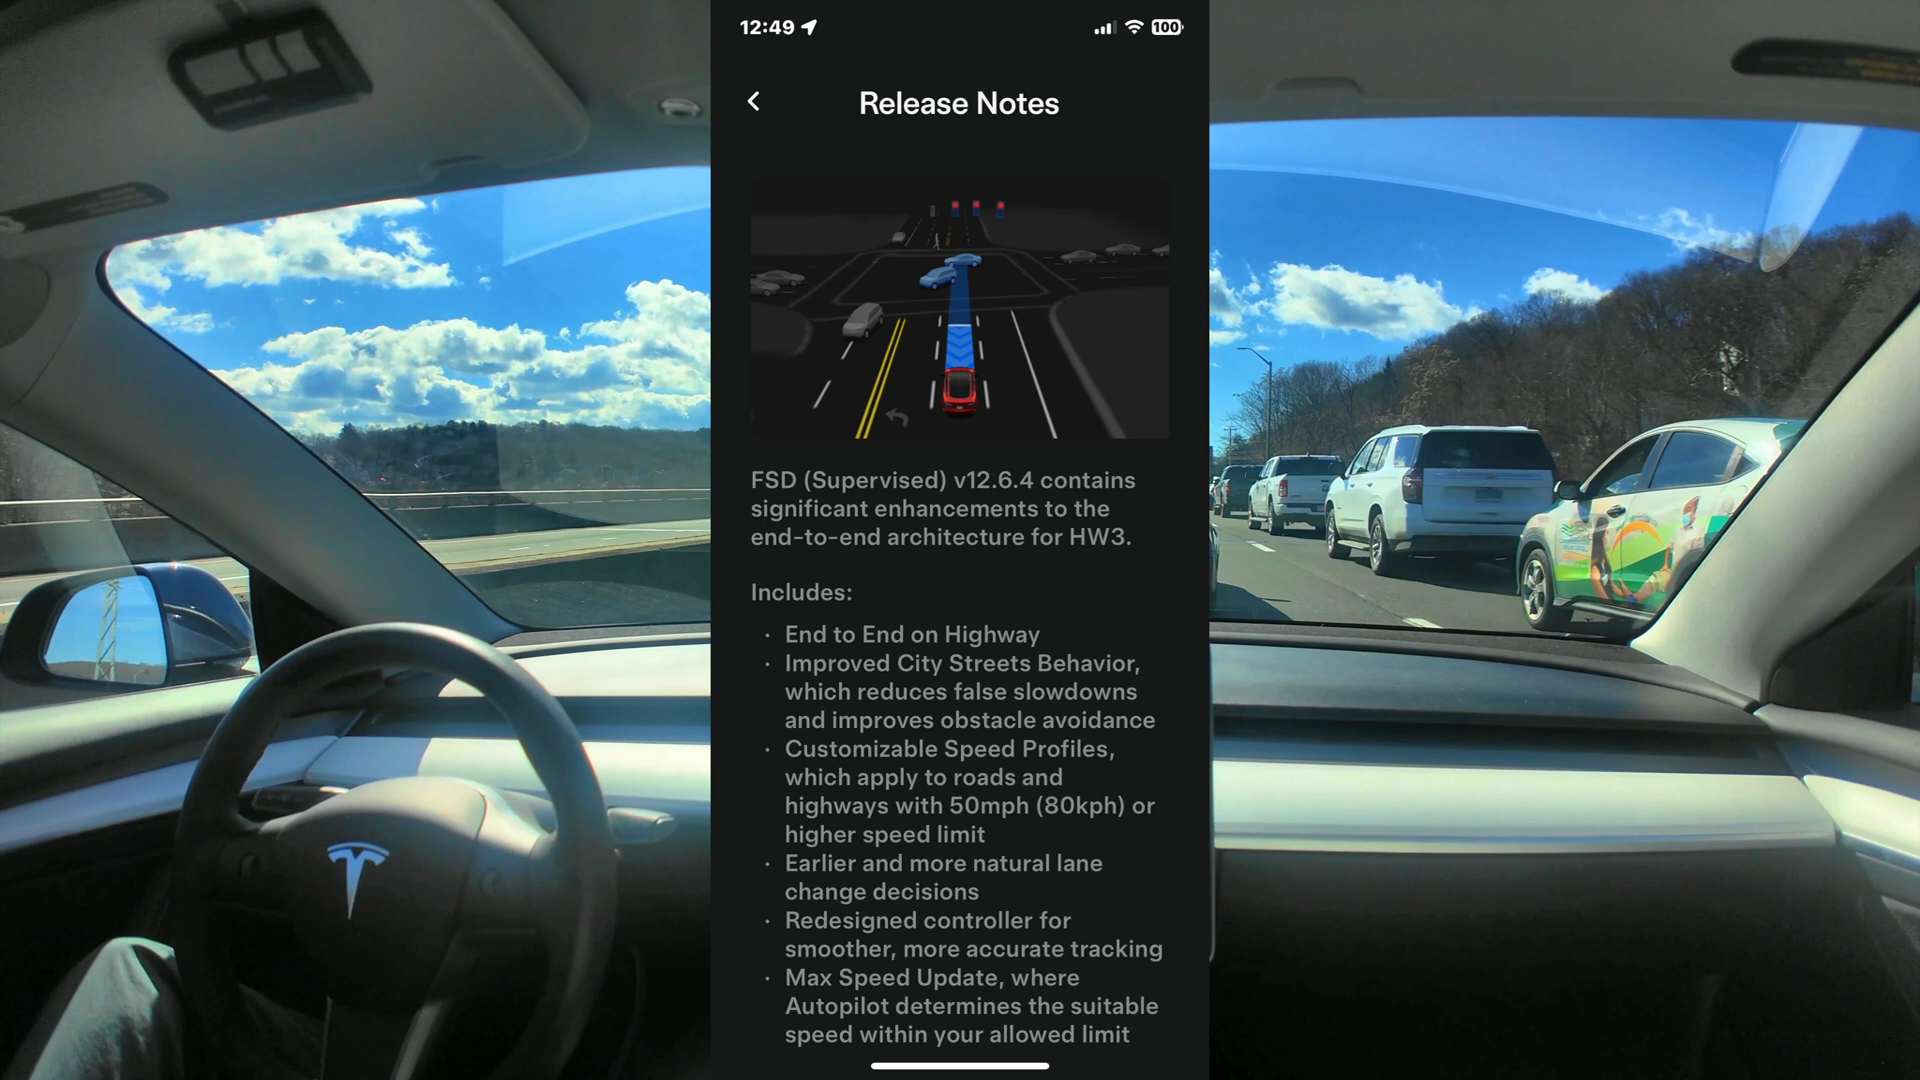 12:49
100
Release Notes
FSD (Supervised) v12.6.4 contains
significant enhancements to the
end-to-end architecture for HW3.
Includes:
· End to End on Highway
· Improved City Streets Behavior,
which reduces false slowdowns
and improves obstacle avoidance
· Customizable Speed Profiles,
which apply to roads and
highways with 50mph (80kph) or
higher speed limit
· Earlier and more natural lane
change decisions
· Redesigned controller for
smoother, more accurate tracking
· Max Speed Update, where
Autopilot determines the suitable
speed within your allowed limit